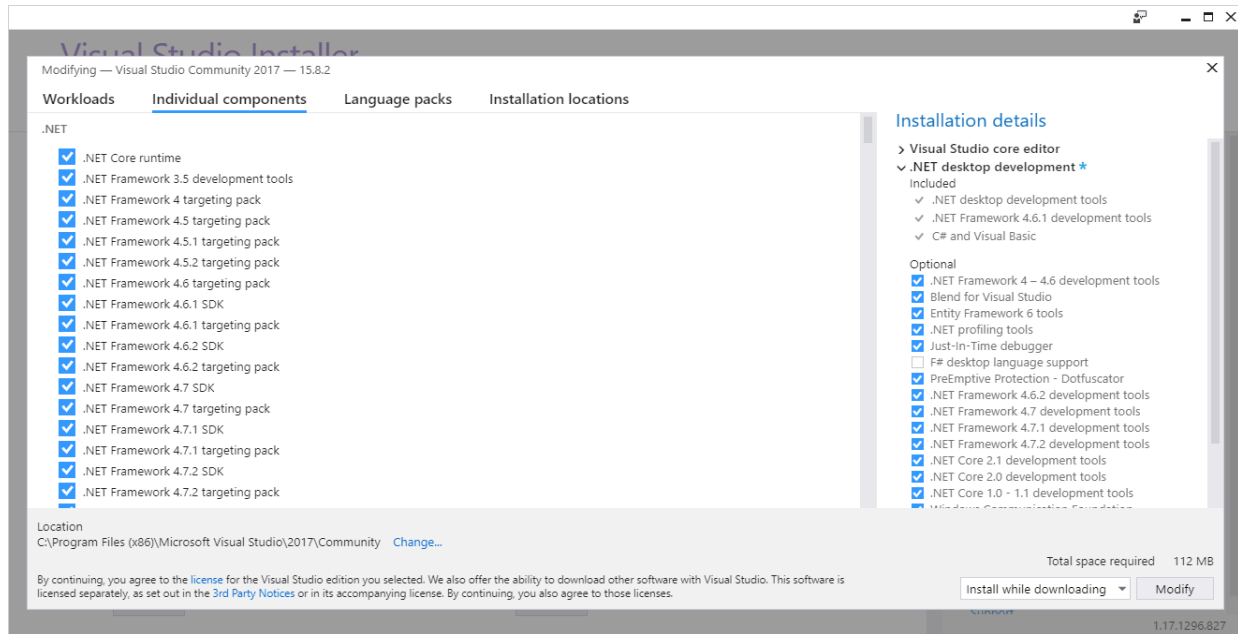 Visual Studio Installer
Modifying — Visual Studio Community 2017 — 15.8.2
Workloads Individual components Language packs Installation locations
.NET
.NET Core runtime
.NET Framework 3.5 development tools
.NET Framework 4 targeting pack
.NET Framework 4.5 targeting pack
.NET Framework 4.5.1 targeting pack
.NET Framework 4.5.2 targeting pack
.NET Framework 4.6 targeting pack
.NET Framework 4.6.1 SDK
.NET Framework 4.6.1 targeting pack
.NET Framework 4.6.2 SDK
.NET Framework 4.6.2 targeting pack
.NET Framework 4.7 SDK
.NET Framework 4.7 targeting pack
.NET Framework 4.7.1 SDK
.NET Framework 4.7.1 targeting pack
.NET Framework 4.7.2 SDK
.NET Framework 4.7.2 targeting pack
Installation details
Visual Studio core editor
.NET desktop development *
Included
.NET desktop development tools
.NET Framework 4.6.1 development tools
C# and Visual Basic
Optional
.NET Framework 4 – 4.6 development tools
Blend for Visual Studio
Entity Framework 6 tools
.NET profiling tools
Just-In-Time debugger
F# desktop language support
PreEmptive Protection - Dotfuscator
.NET Framework 4.6.2 development tools
.NET Framework 4.7 development tools
.NET Framework 4.7.1 development tools
.NET Framework 4.7.2 development tools
.NET Core 2.1 development tools
.NET Core 2.0 development tools
.NET Core 1.0 - 1.1 development tools
Windows Communication Foundation
Location
C:\Program Files (x86)\Microsoft Visual Studio\2017\Community Change...
Total space required 112 MB
By continuing, you agree to the license for the Visual Studio edition you selected. We also offer the ability to download other software with Visual Studio. This software is
licensed separately, as set out in the 3rd Party Notices or in its accompanying license. By continuing, you also agree to those licenses.
Install while downloading Modify
Support
1.17.1296.827